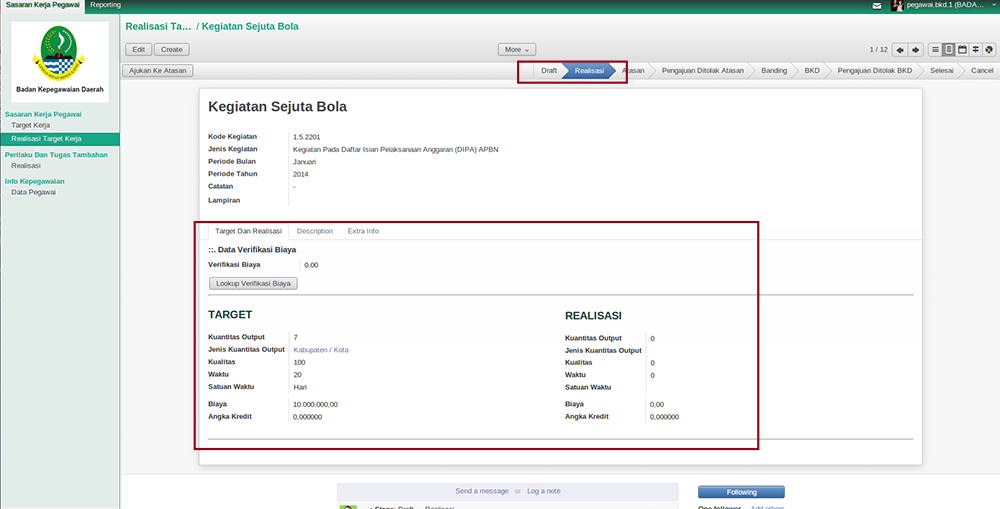 Sasaran Kerja Pegawai Reporting pegawai.bkd.1 (BADA...
Badan Kepegawaian Daerah
Sasaran Kerja Pegawai
Target Kerja
Realisasi Target Kerja
Perilaku Dan Tugas Tambahan
Realisasi
Info Kepegawaian
Data Pegawai
Realisasi Ta... / Kegiatan Sejuta Bola
Edit Create More 1 / 12
Ajukan Ke Atasan Draft Realisasi Atasan Pengajuan Ditolak Atasan Banding BKD Pengajuan Ditolak BKD Selesai Cancel
Kegiatan Sejuta Bola
Kode Kegiatan 1.5.2201
Jenis Kegiatan Kegiatan Pada Daftar Isian Pelaksanaan Anggaran (DIPA) APBN
Periode Bulan Januari
Periode Tahun 2014
Catatan -
Lampiran
Target Dan Realisasi Description Extra Info
::. Data Verifikasi Biaya
Verifikasi Biaya 0,00
Lookup Verifikasi Biaya
TARGET
Kuantitas Output 7
Jenis Kuantitas Output Kabupaten / Kota
Kualitas 100
Waktu 20
Satuan Waktu Hari
Biaya 10.000.000,00
Angka Kredit 0,000000
REALISASI
Kuantitas Output 0
Jenis Kuantitas Output
Kualitas 0
Waktu 0
Satuan Waktu
Biaya 0,00
Angka Kredit 0,000000
Send a message or Log a note
Following
One follower Add others
Stage: Draft Realisasi